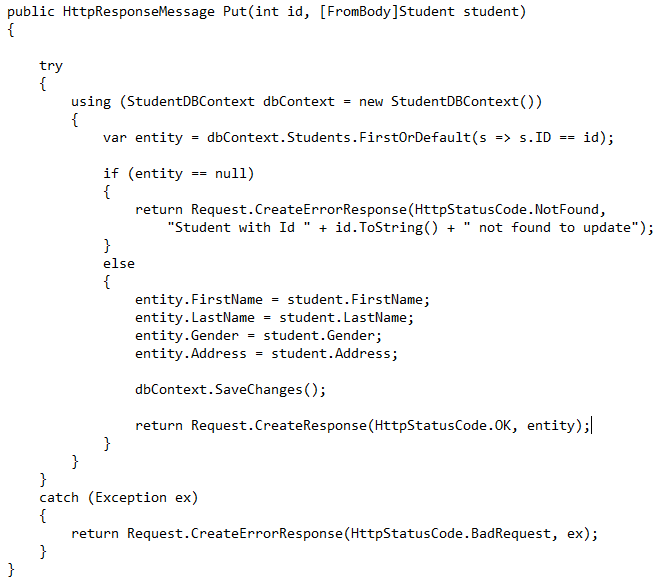 public HttpResponseMessage Put(int id, [FromBody]Student student)
{
    try
    {
        using (StudentDBContext dbContext = new StudentDBContext())
        {
            var entity = dbContext.Students.FirstOrDefault(s => s.ID == id);
            if (entity == null)
            {
                return Request.CreateErrorResponse(HttpStatusCode.NotFound,
                    "Student with Id " + id.ToString() + " not found to update");
            }
            else
            {
                entity.FirstName = student.FirstName;
                entity.LastName = student.LastName;
                entity.Gender = student.Gender;
                entity.Address = student.Address;
                dbContext.SaveChanges();
                return Request.CreateResponse(HttpStatusCode.OK, entity);
            }
        }
    }
    catch (Exception ex)
    {
        return Request.CreateErrorResponse(HttpStatusCode.BadRequest, ex);
    }
}